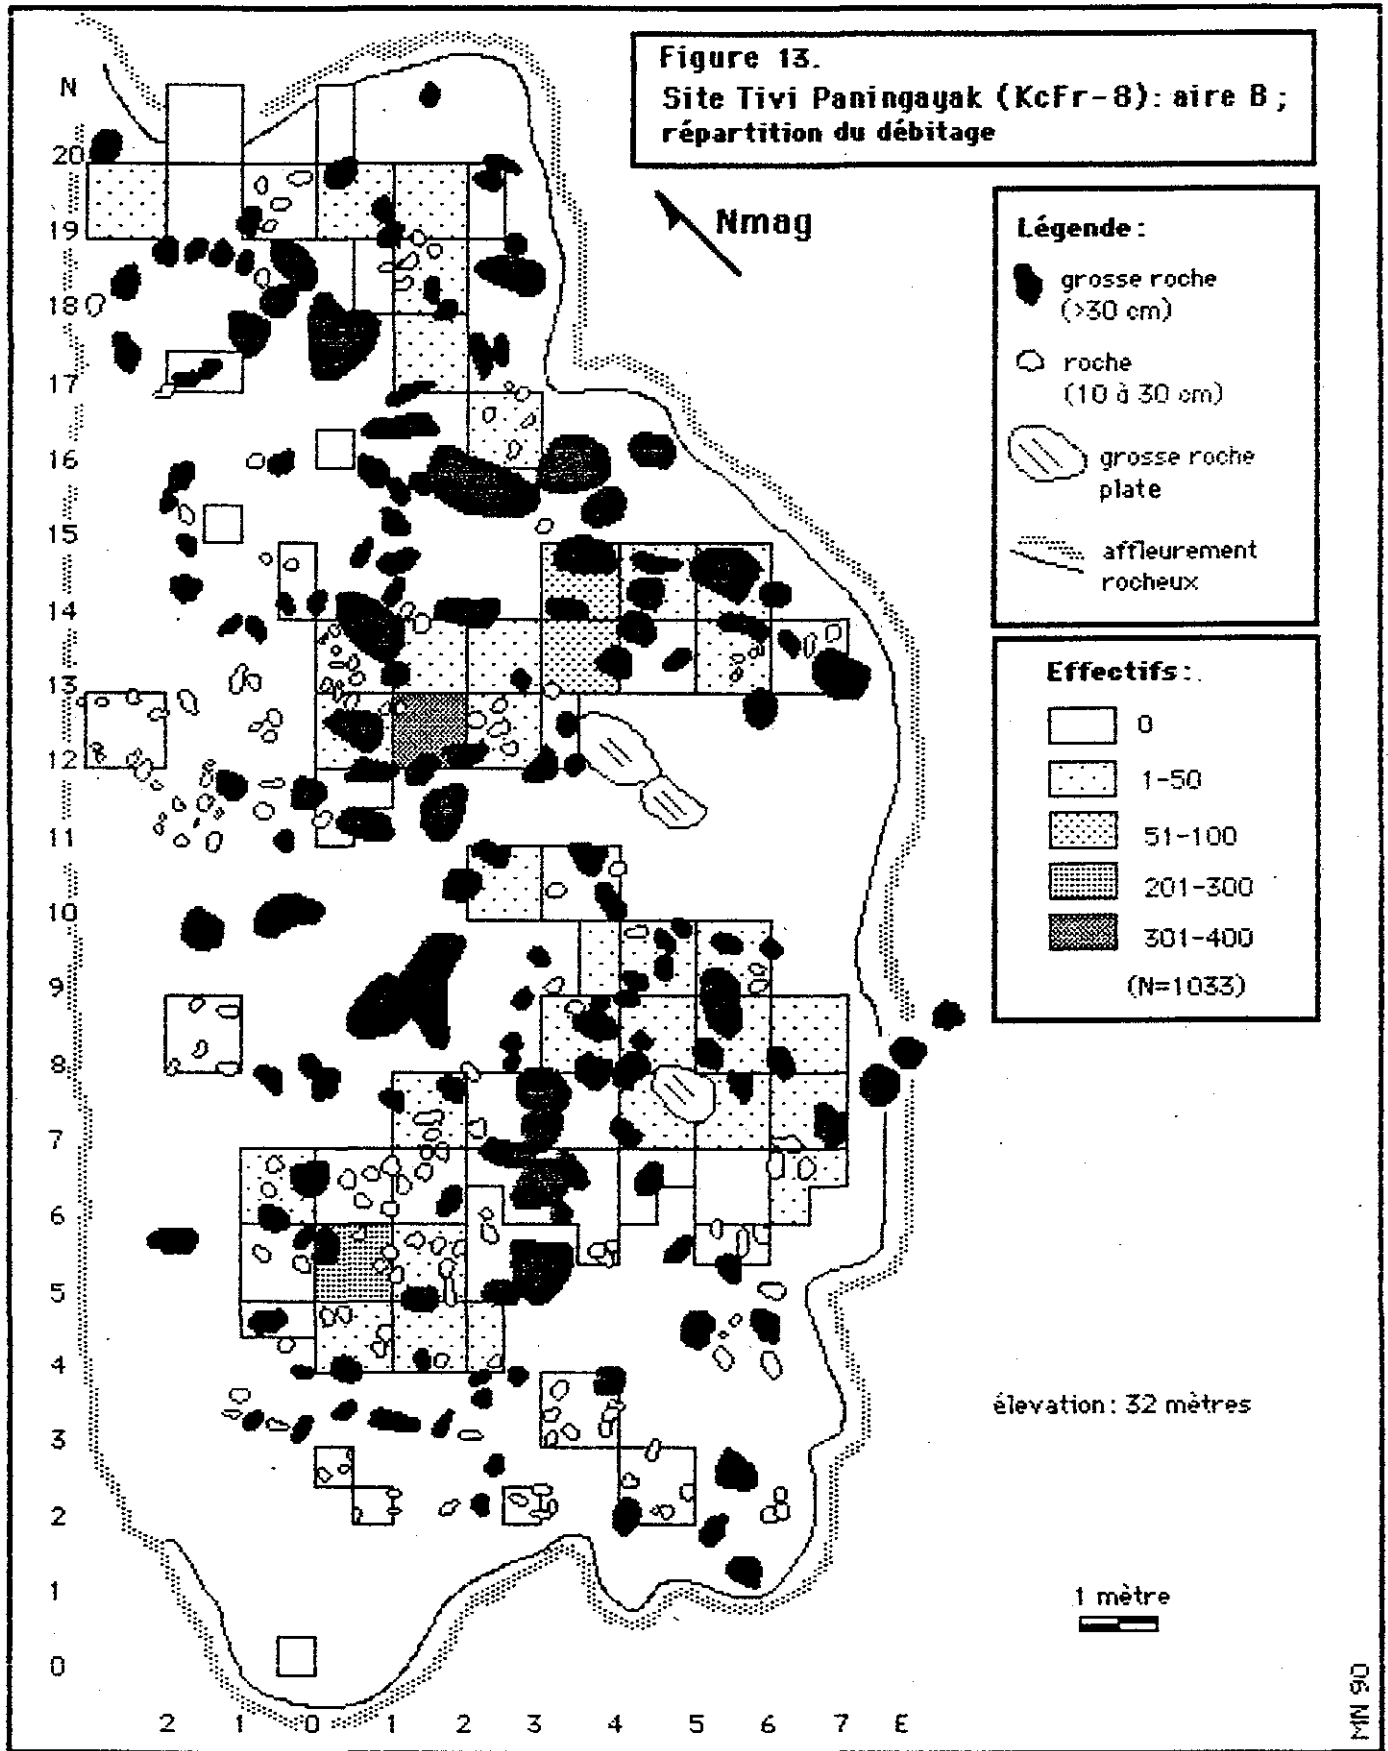 Figure 13.
Site Tivi Paningayak (KcFr-8): aire B ;
répartition du débitage
N
20
19
18
17
16
15
14
13
12
11
10
9
8
7
6
5
4
3
2
1
0
Nmag
Légende :
grosse roche
(>30 cm)
roche
(10 à 30 cm)
grosse roche
plate
affleurement
rocheux
Effectifs :
0
1-50
51-100
201-300
301-400
(N=1033)
élevation : 32 mètres
1 mètre
2 1 0 1 2 3 4 5 6 7 E
MN 90